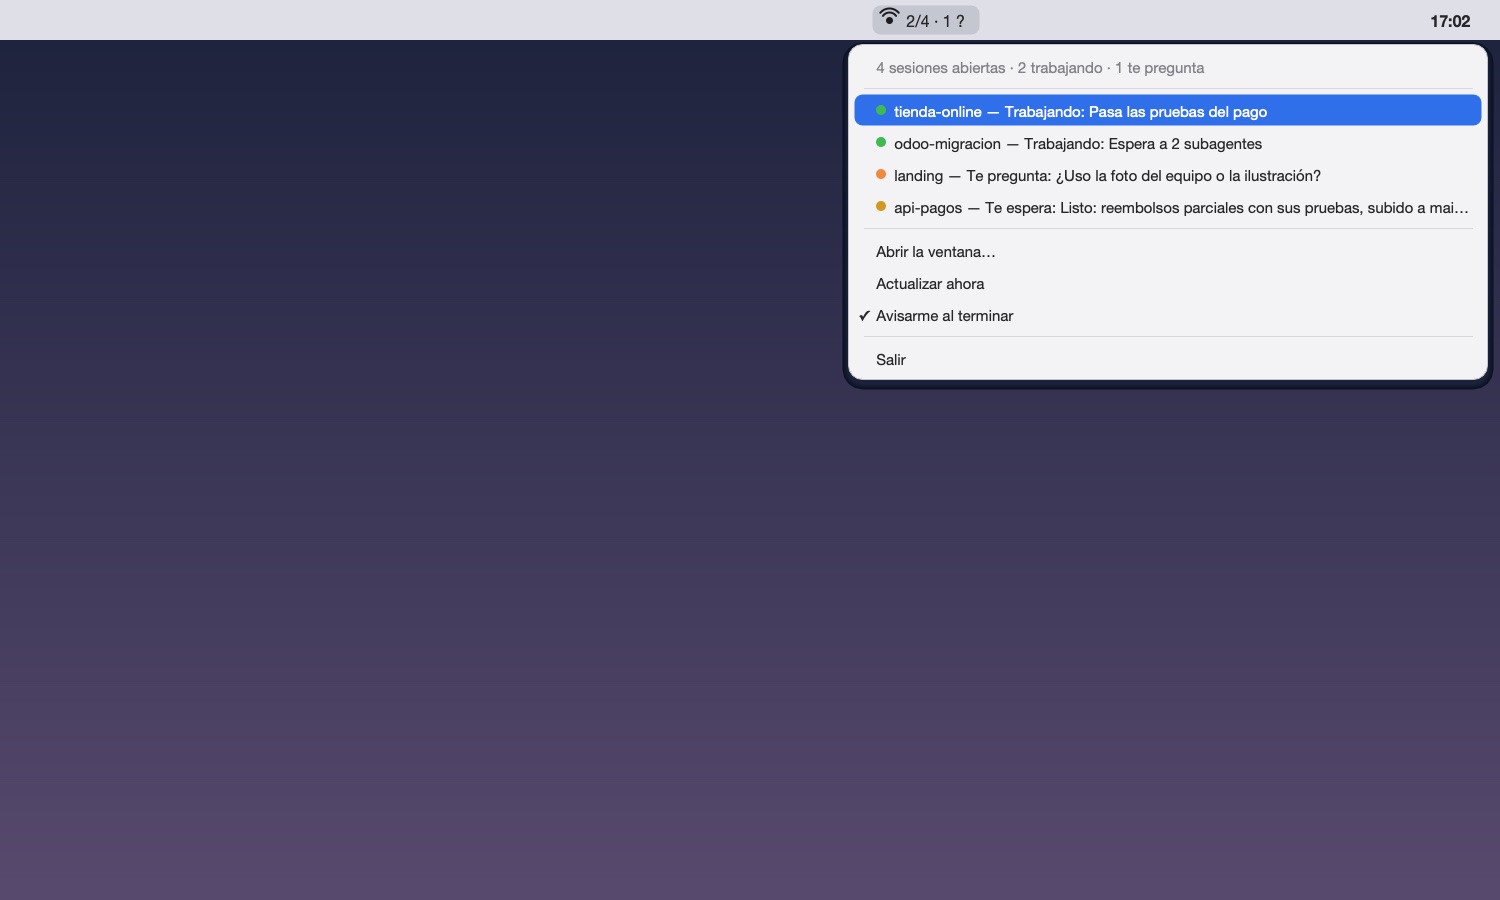 2/4 · 1 ?
17:02
4 sesiones abiertas · 2 trabajando · 1 te pregunta
tienda-online — Trabajando: Pasa las pruebas del pago
odoo-migracion — Trabajando: Espera a 2 subagentes
landing — Te pregunta: ¿Uso la foto del equipo o la ilustración?
api-pagos — Te espera: Listo: reembolsos parciales con sus pruebas, subido a mai…
Abrir la ventana…
Actualizar ahora
✓ Avisarme al terminar
Salir